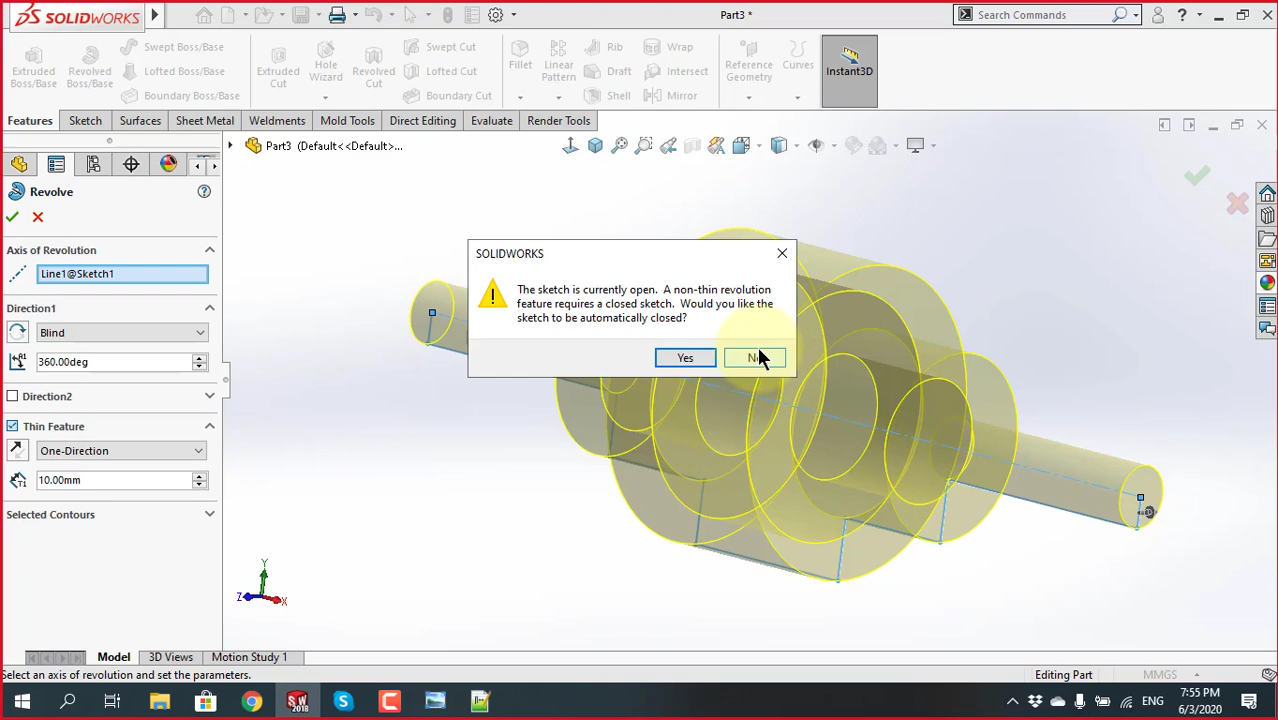 SOLIDWORKS
Part3 *
Search Commands
?
Extruded Boss/Base
Revolved Boss/Base
Swept Boss/Base
Lofted Boss/Base
Boundary Boss/Base
Extruded Cut
Hole Wizard
Revolved Cut
Swept Cut
Lofted Cut
Boundary Cut
Fillet
Linear Pattern
Rib
Draft
Shell
Wrap
Intersect
Mirror
Reference Geometry
Curves
Instant3D
Features
Sketch
Surfaces
Sheet Metal
Weldments
Mold Tools
Direct Editing
Evaluate
Render Tools
Part3 (Default<<Default>...
Revolve
?
Axis of Revolution
Line1@Sketch1
Direction1
Blind
360.00deg
Direction2
Thin Feature
One-Direction
10.00mm
Selected Contours
SOLIDWORKS
The sketch is currently open. A non-thin revolution
feature requires a closed sketch. Would you like the
sketch to be automatically closed?
Yes
Y
Z
X
Model
3D Views
Motion Study 1
Select an axis of revolution and set the parameters.
Editing Part
MMGS
SW
2018
ENG
7:55 PM
6/3/2020